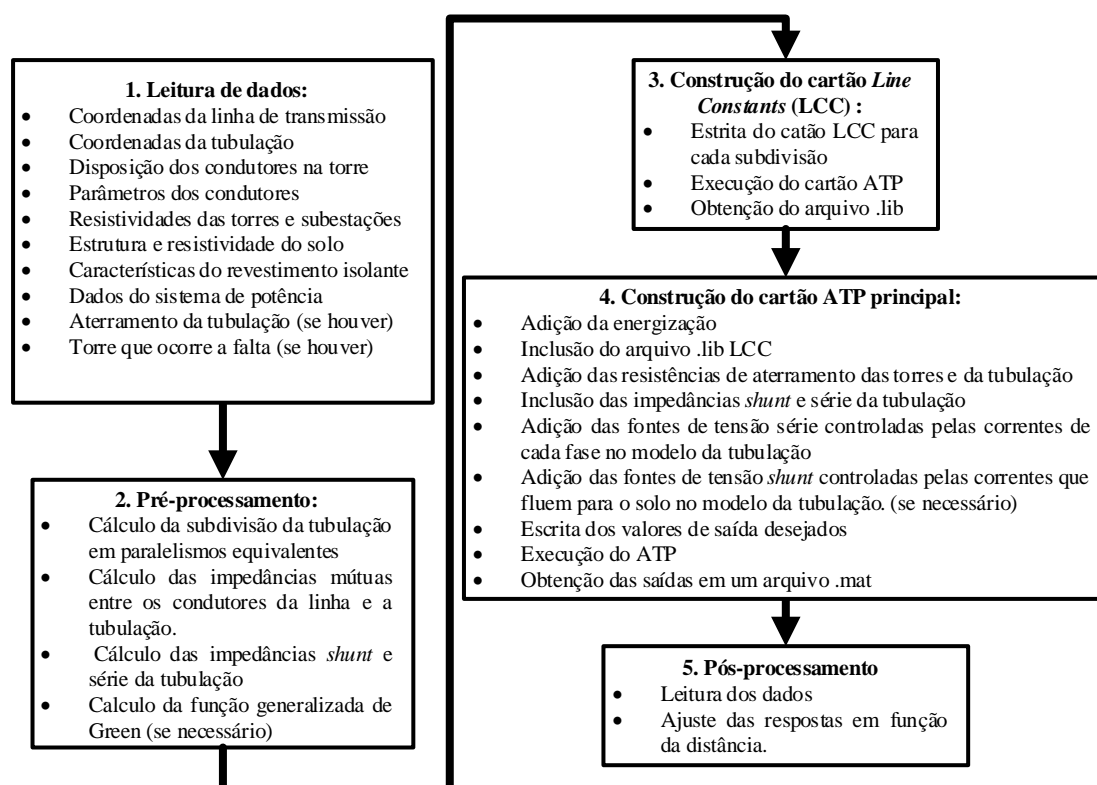 1. Leitura de dados:
• Coordenadas da linha de transmissão
• Coordenadas da tubulação
• Disposição dos condutores na torre
• Parâmetros dos condutores
• Resistividades das torres e subestações
• Estrutura e resistividade do solo
• Características do revestimento isolante
• Dados do sistema de potência
• Aterramento da tubulação (se houver)
• Torre que ocorre a falta (se houver)
2. Pré-processamento:
• Cálculo da subdivisão da tubulação
em paralelismos equivalentes
• Cálculo das impedâncias mútuas
entre os condutores da linha e a
tubulação.
• Cálculo das impedâncias shunt e
série da tubulação
• Calculo da função generalizada de
Green (se necessário)
3. Construção do cartão Line
Constants (LCC) :
• Estrita do catão LCC para
cada subdivisão
• Execução do cartão ATP
• Obtenção do arquivo .lib
4. Construção do cartão ATP principal:
• Adição da energização
• Inclusão do arquivo .lib LCC
• Adição das resistências de aterramento das torres e da tubulação
• Inclusão das impedâncias shunt e série da tubulação
• Adição das fontes de tensão série controladas pelas correntes de
cada fase no modelo da tubulação
• Adição das fontes de tensão shunt controladas pelas correntes que
fluem para o solo no modelo da tubulação. (se necessário)
• Escrita dos valores de saída desejados
• Execução do ATP
• Obtenção das saídas em um arquivo .mat
5. Pós-processamento
• Leitura dos dados
• Ajuste das respostas em função
da distância.